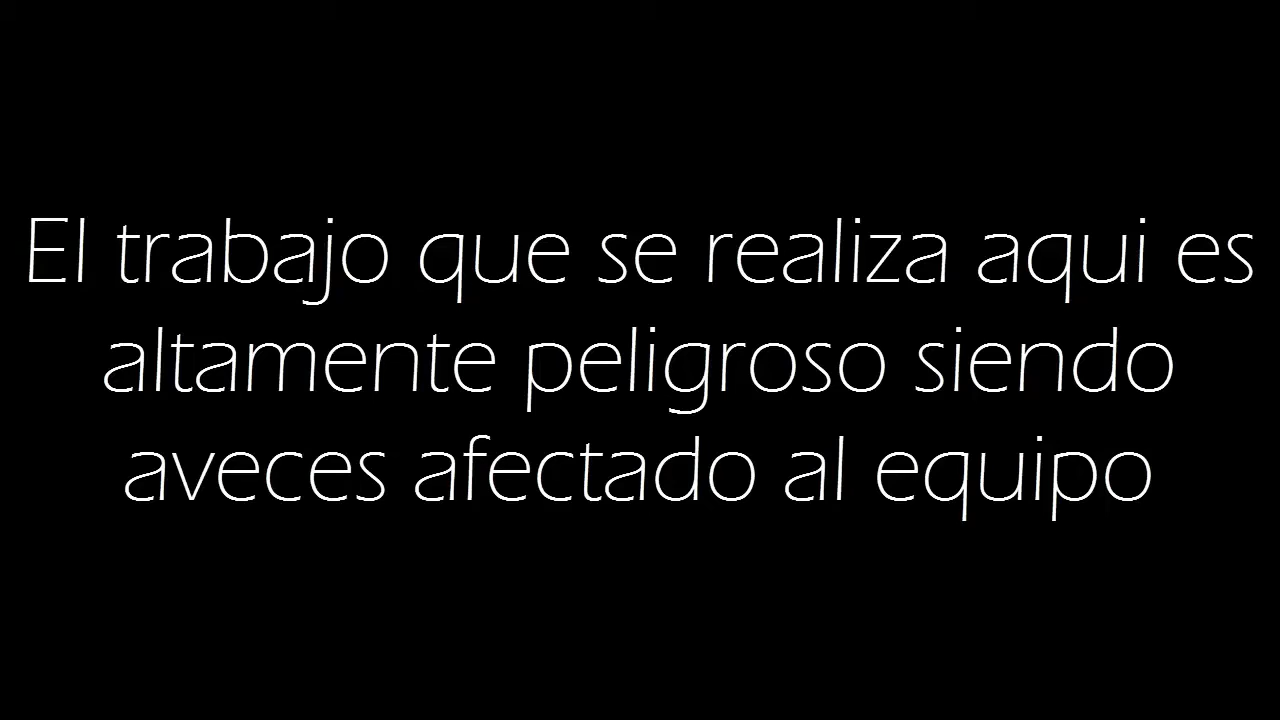 El trabajo que se realiza aqui es
altamente peligroso siendo
aveces afectado al equipo